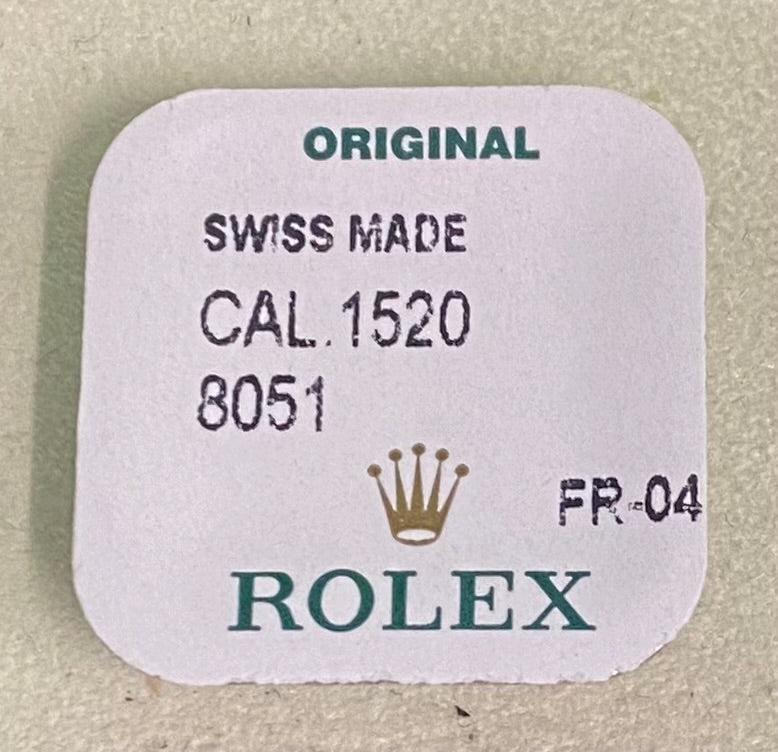 ORIGINAL
SWISS MADE
CAL.1520
8051
FR-04
ROLEX